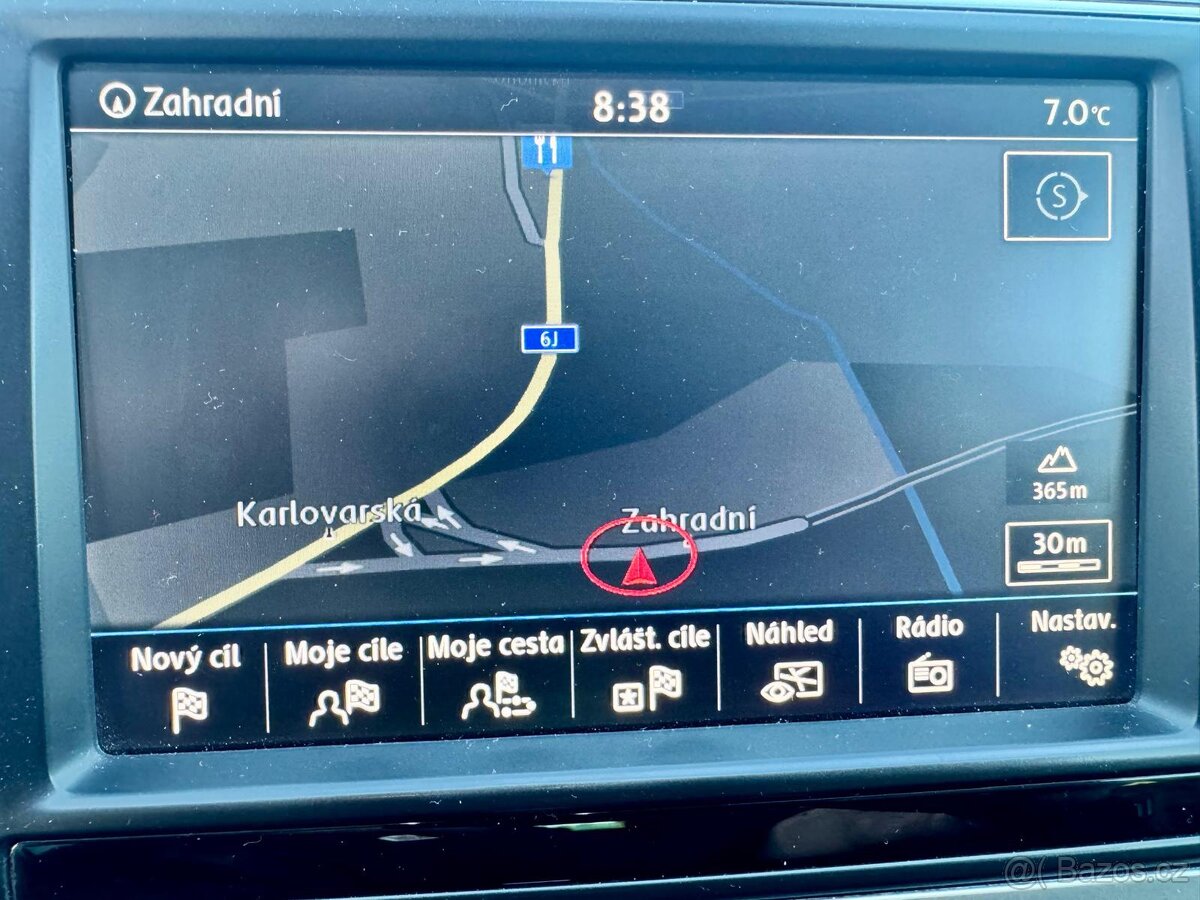 Zahradní
8:38
7.0°C
S
6J
365m
Karlovarská
Zahradní
30m
Nový cíl
Moje cíle
Moje cesta
Zvlášt. cíle
Náhled
Rádio
Nastav.
@( Bazos.cz